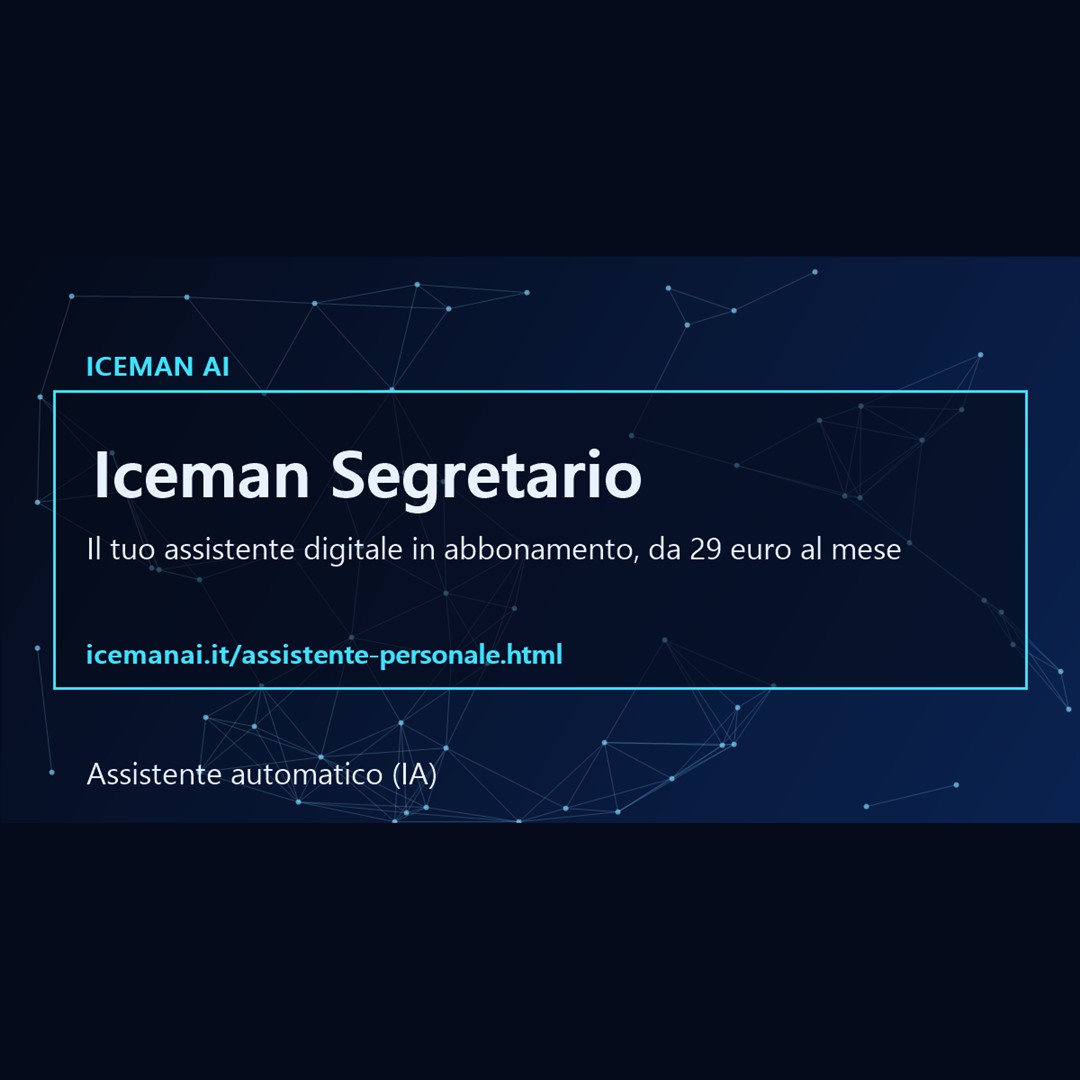 ICEMAN AI
Iceman Segretario
Il tuo assistente digitale in abbonamento, da 29 euro al mese
icemanai.it/assistente-personale.html
Assistente automatico (IA)